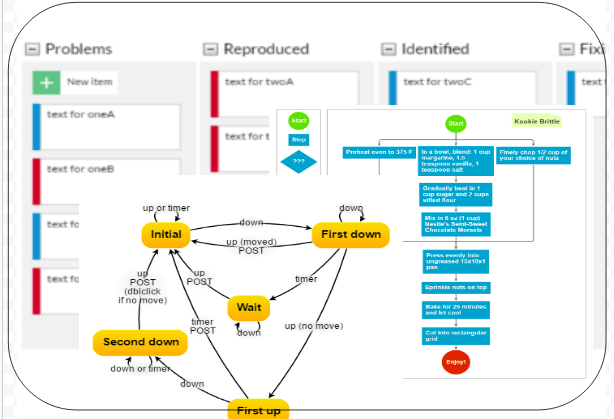 Problems
Reproduced
Identified
Fixi
New item
text for oneA
text for oneB
text fo
text fo
text for twoA
text for t
text for twoC
text
Start
Step
???
Start
Kookie Brittle
Preheat oven to 375 F
In a bowl, blend: 1 cup
margarine, 1.5
teaspoon vanilla, 1
teaspoon salt
Finely chop 1/2 cup of
your choice of nuts
Gradually beat in 1
cup sugar and 2 cups
sifted flour
Mix in 6 oz (1 cup)
Nestle's Semi-Sweet
Chocolate Morsels
Press evenly into
ungreased 15x10x1
pan
Sprinkle nuts on top
Bake for 25 minutes
and let cool
Cut into rectangular
grid
Enjoy!
up or timer
down
Initial
down
First down
up (moved)
POST
up
POST
(dblclick
if no move)
up
POST
timer
Wait
down
timer
POST
up (no move)
Second down
down or timer
down
First up